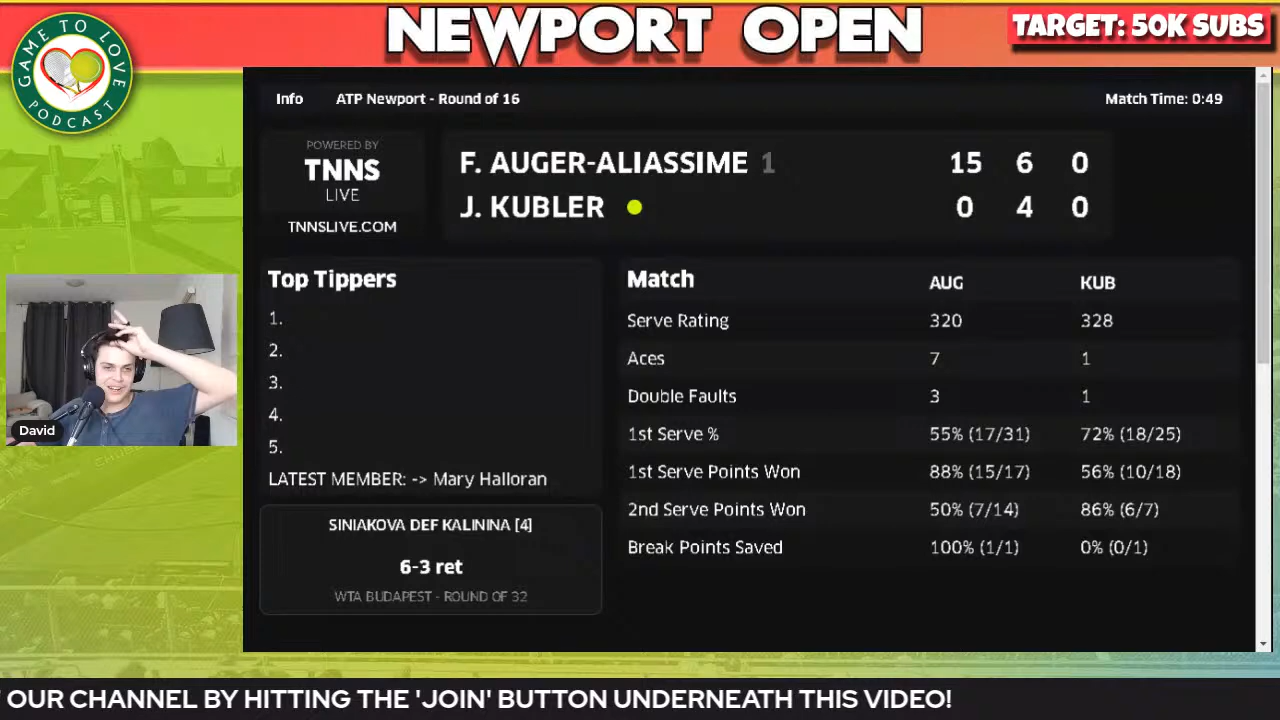 NEWPORT OPEN
TARGET: 50K SUBS
GAME TO LOVE
PODCAST
Info ATP Newport - Round of 16 Match Time: 0:49
POWERED BY
TNNS
LIVE
TNNSLIVE.COM
F. AUGER-ALIASSIME 1 15 6 0
J. KUBLER 0 4 0
Top Tippers
1.
2.
3.
4.
5.
LATEST MEMBER: -> Mary Halloran
SINIAKOVA DEF KALININA [4]
6-3 ret
WTA BUDAPEST - ROUND OF 32
Match AUG KUB
Serve Rating 320 328
Aces 7 1
Double Faults 3 1
1st Serve % 55% (17/31) 72% (18/25)
1st Serve Points Won 88% (15/17) 56% (10/18)
2nd Serve Points Won 50% (7/14) 86% (6/7)
Break Points Saved 100% (1/1) 0% (0/1)
David
OUR CHANNEL BY HITTING THE 'JOIN' BUTTON UNDERNEATH THIS VIDEO!